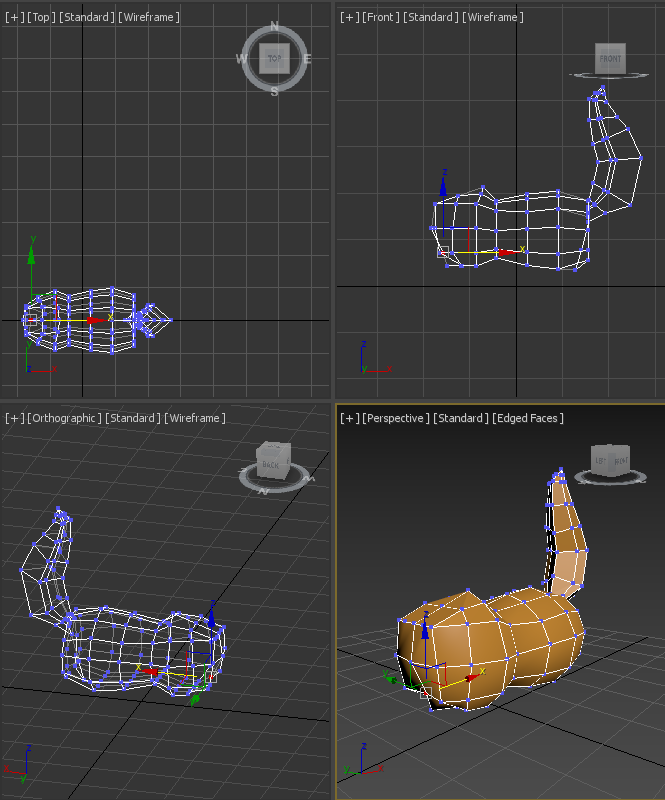 [+] [Top] [Standard] [Wireframe]
N
W TOP E
S
y
x
z
[+] [Front] [Standard] [Wireframe]
FRONT
z
x
z
y x
[+] [Orthographic] [Standard] [Wireframe]
BACK
N
z
x
z
x
y
[+] [Perspective] [Standard] [Edged Faces]
z
x
y
z
y x